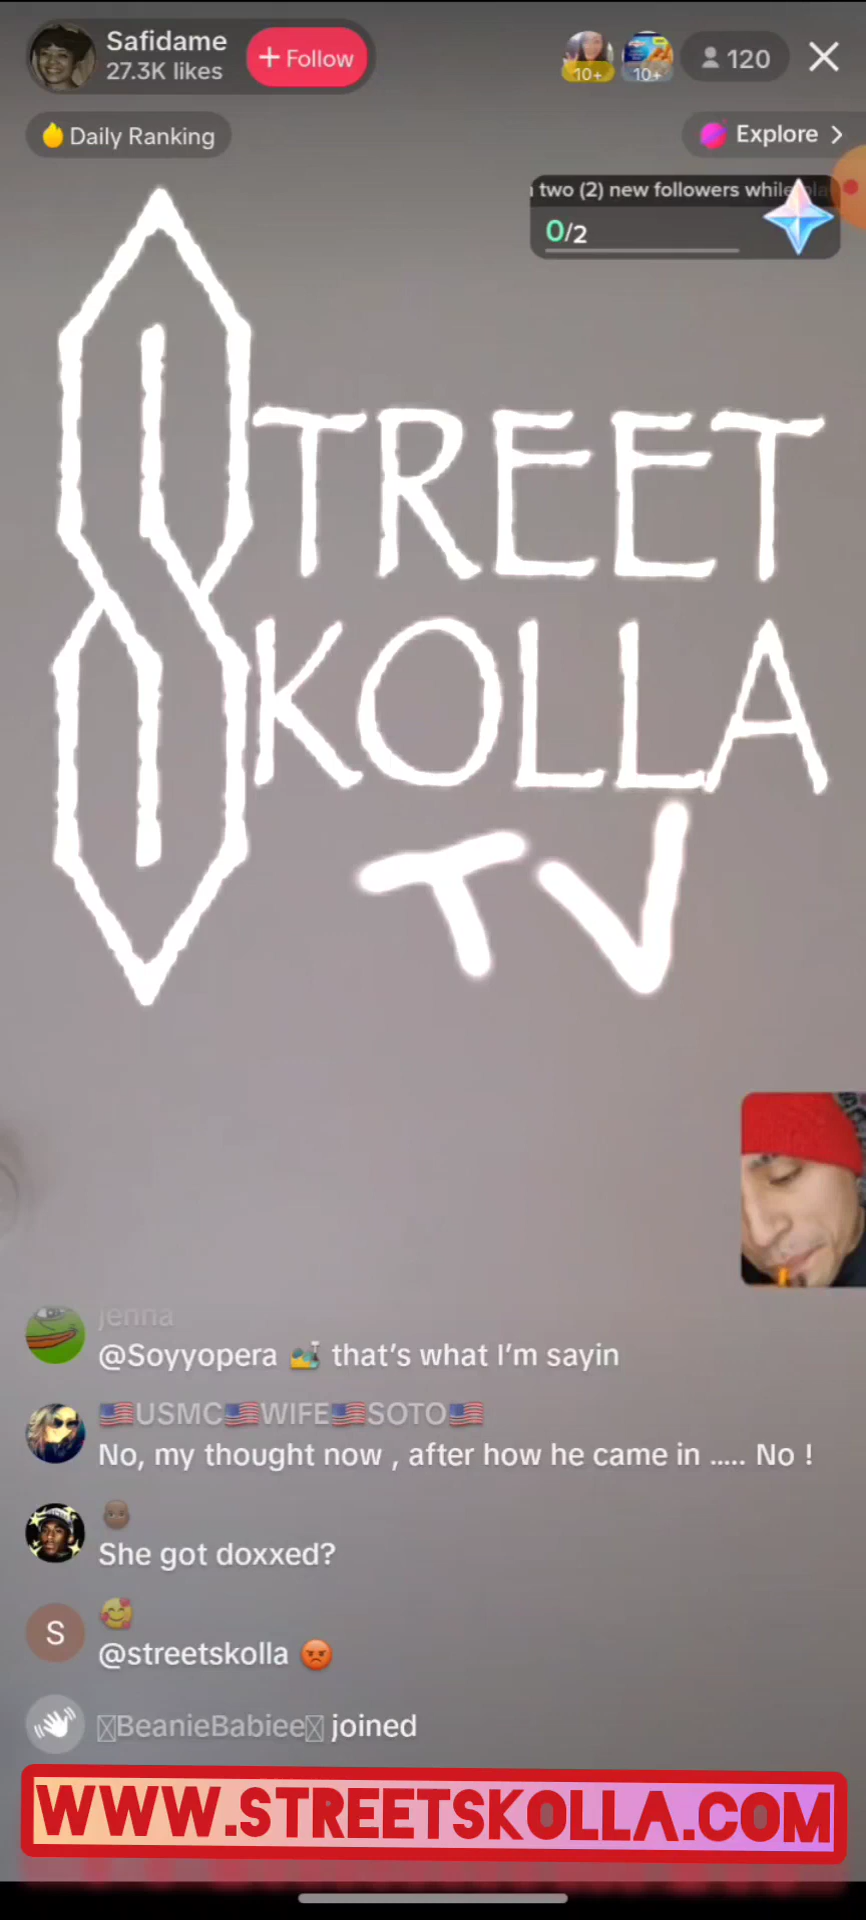 Safidame
27.3K likes
+ Follow
10+
10+
120
Daily Ranking
Explore
two (2) new followers while
0/2
STREET
SKOLLA
TV
jenna
@Soyyopera 🏜️ that's what I'm sayin
🇺🇸USMC🇺🇸WIFE🇺🇸SOTO🇺🇸
No, my thought now , after how he came in ..... No !
She got doxxed?
S
🥰
@streetskolla 😡
BeanieBabiee joined
WWW.STREETSKOLLA.COM